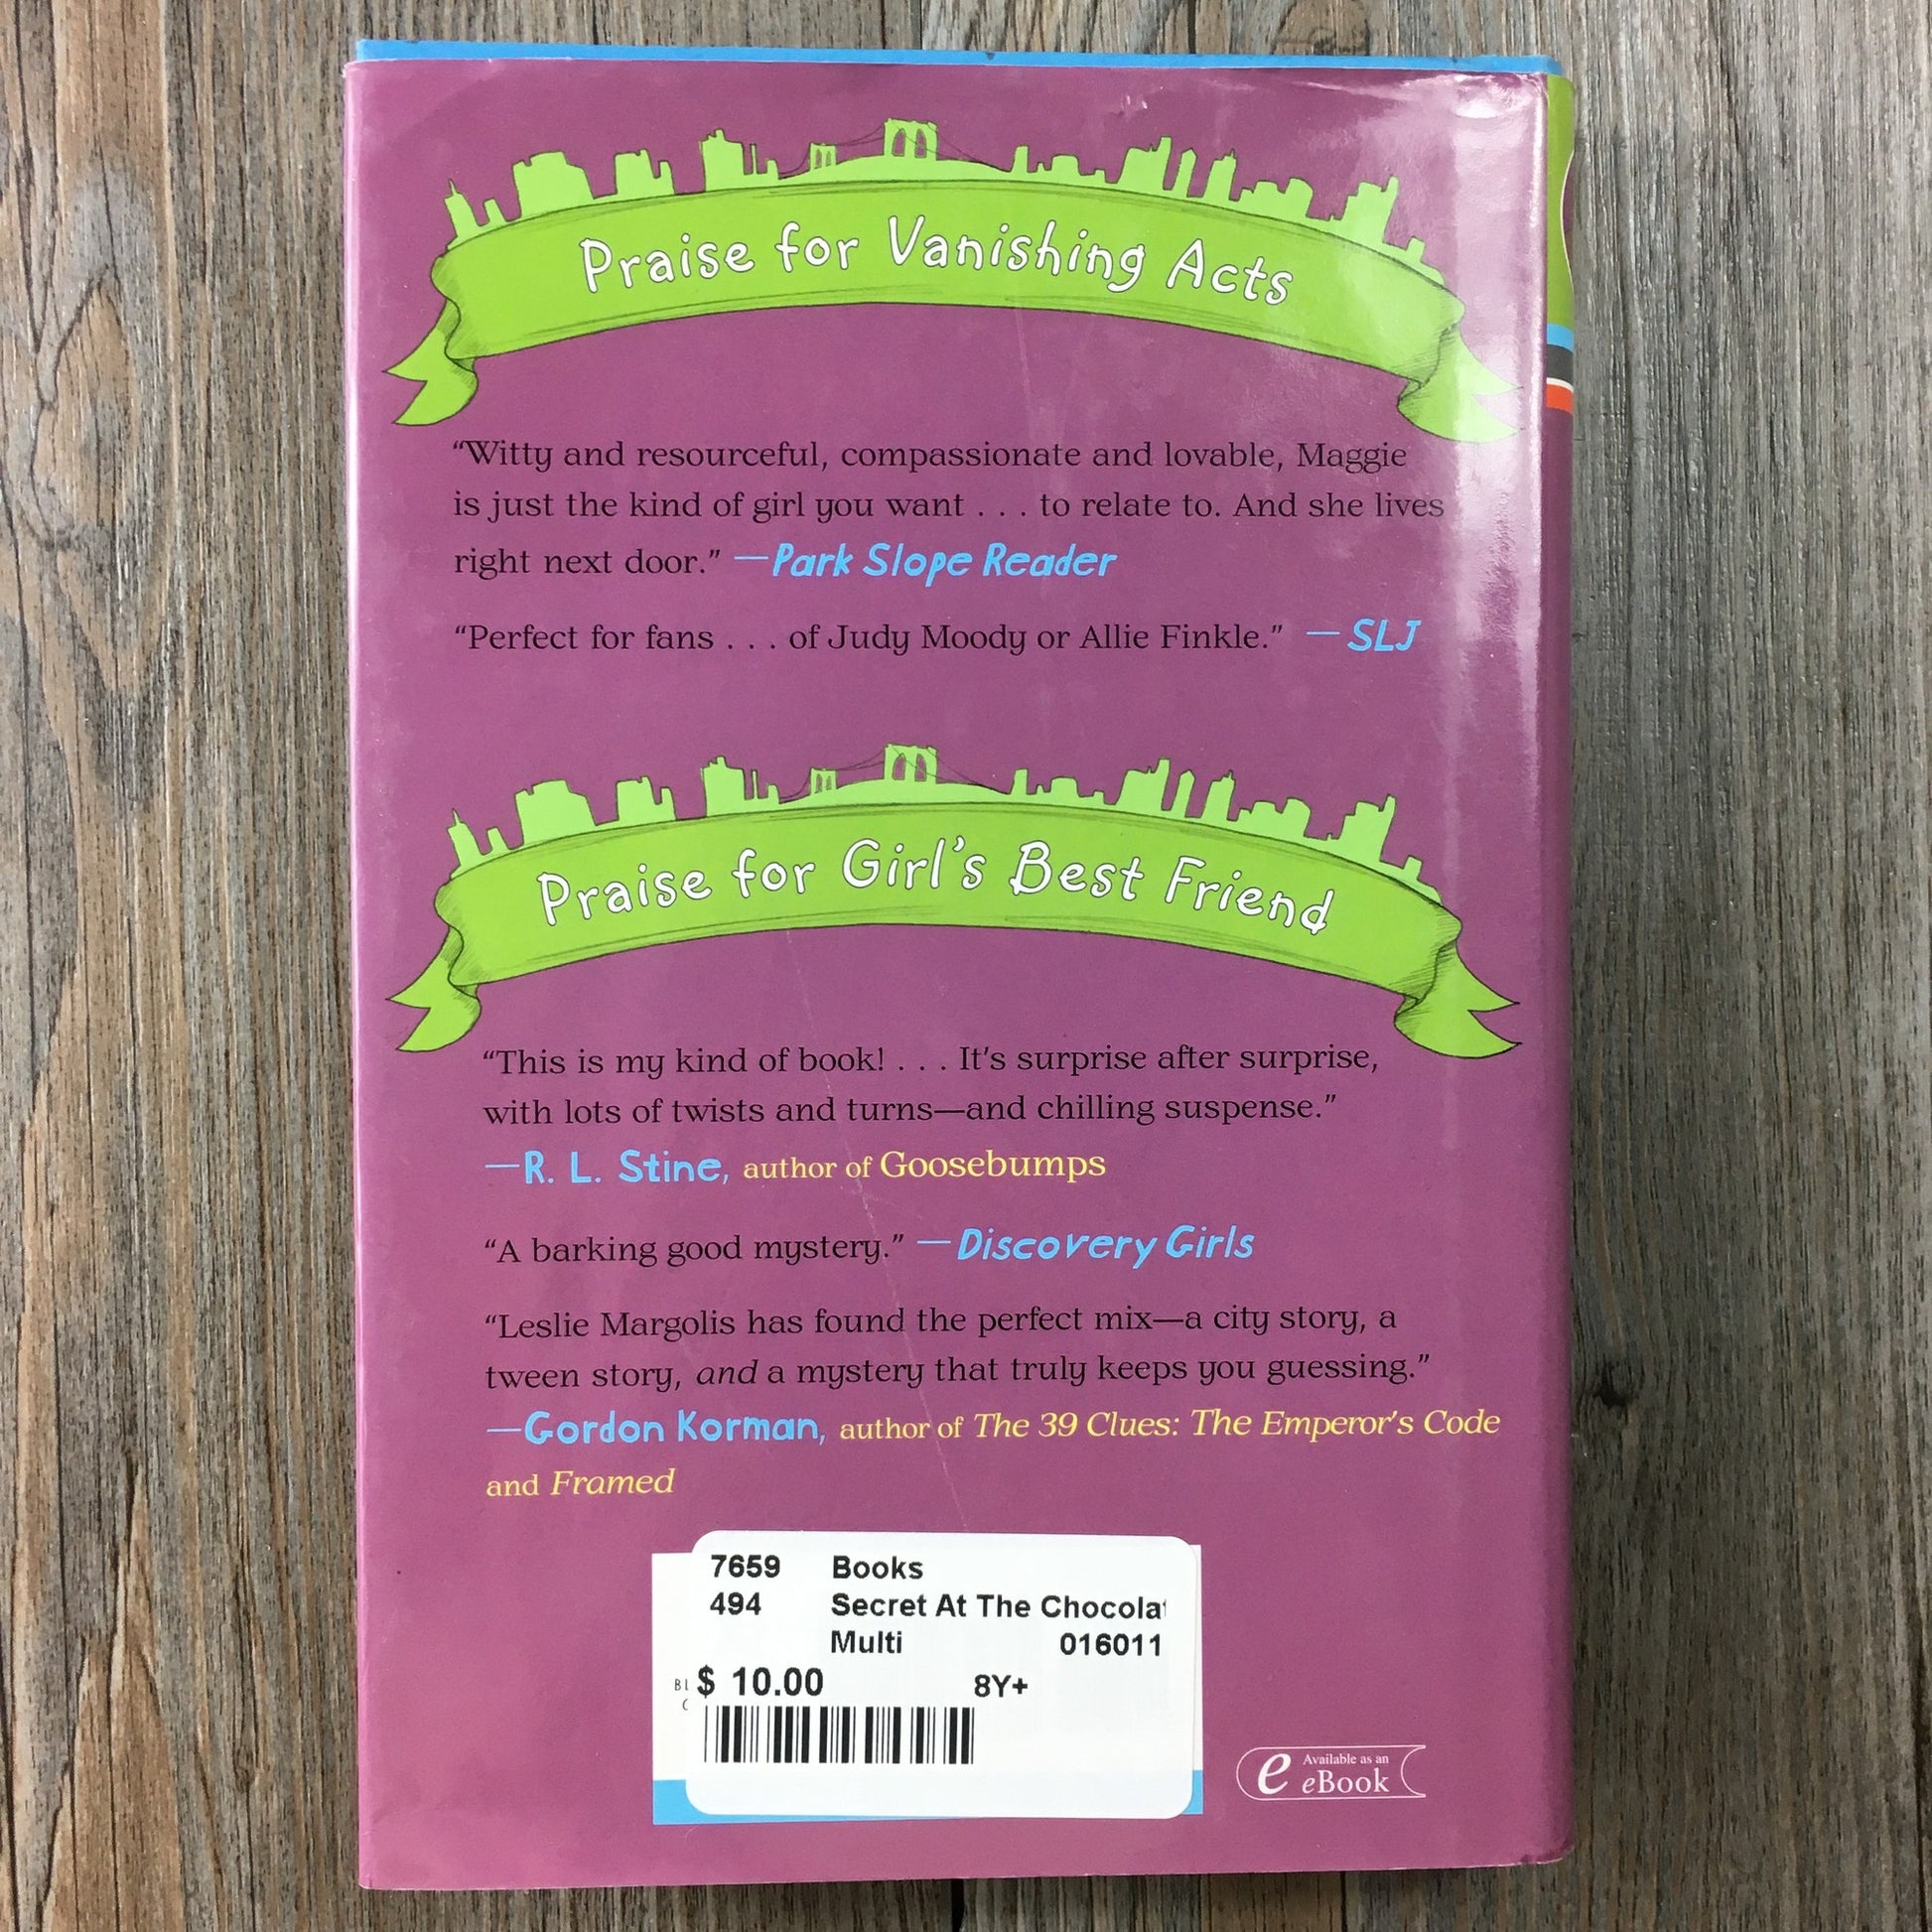 Praise for Vanishing Acts
“Witty and resourceful, compassionate and lovable, Maggie
is just the kind of girl you want . . . to relate to. And she lives
right next door.” —Park Slope Reader
“Perfect for fans . . . of Judy Moody or Allie Finkle.” — SLJ
Praise for Girl’s Best Friend
“This is my kind of book! . . . It’s surprise after surprise,
with lots of twists and turns—and chilling suspense.”
—R. L. Stine, author of Goosebumps
“A barking good mystery.” —Discovery Girls
“Leslie Margolis has found the perfect mix—a city story, a
tween story, and a mystery that truly keeps you guessing.”
—Gordon Korman, author of The 39 Clues: The Emperor’s Code
and Framed
7659 Books
494 Secret At The Chocola
Multi 016011
$ 10.00 8Y+
e Available as an
eBook